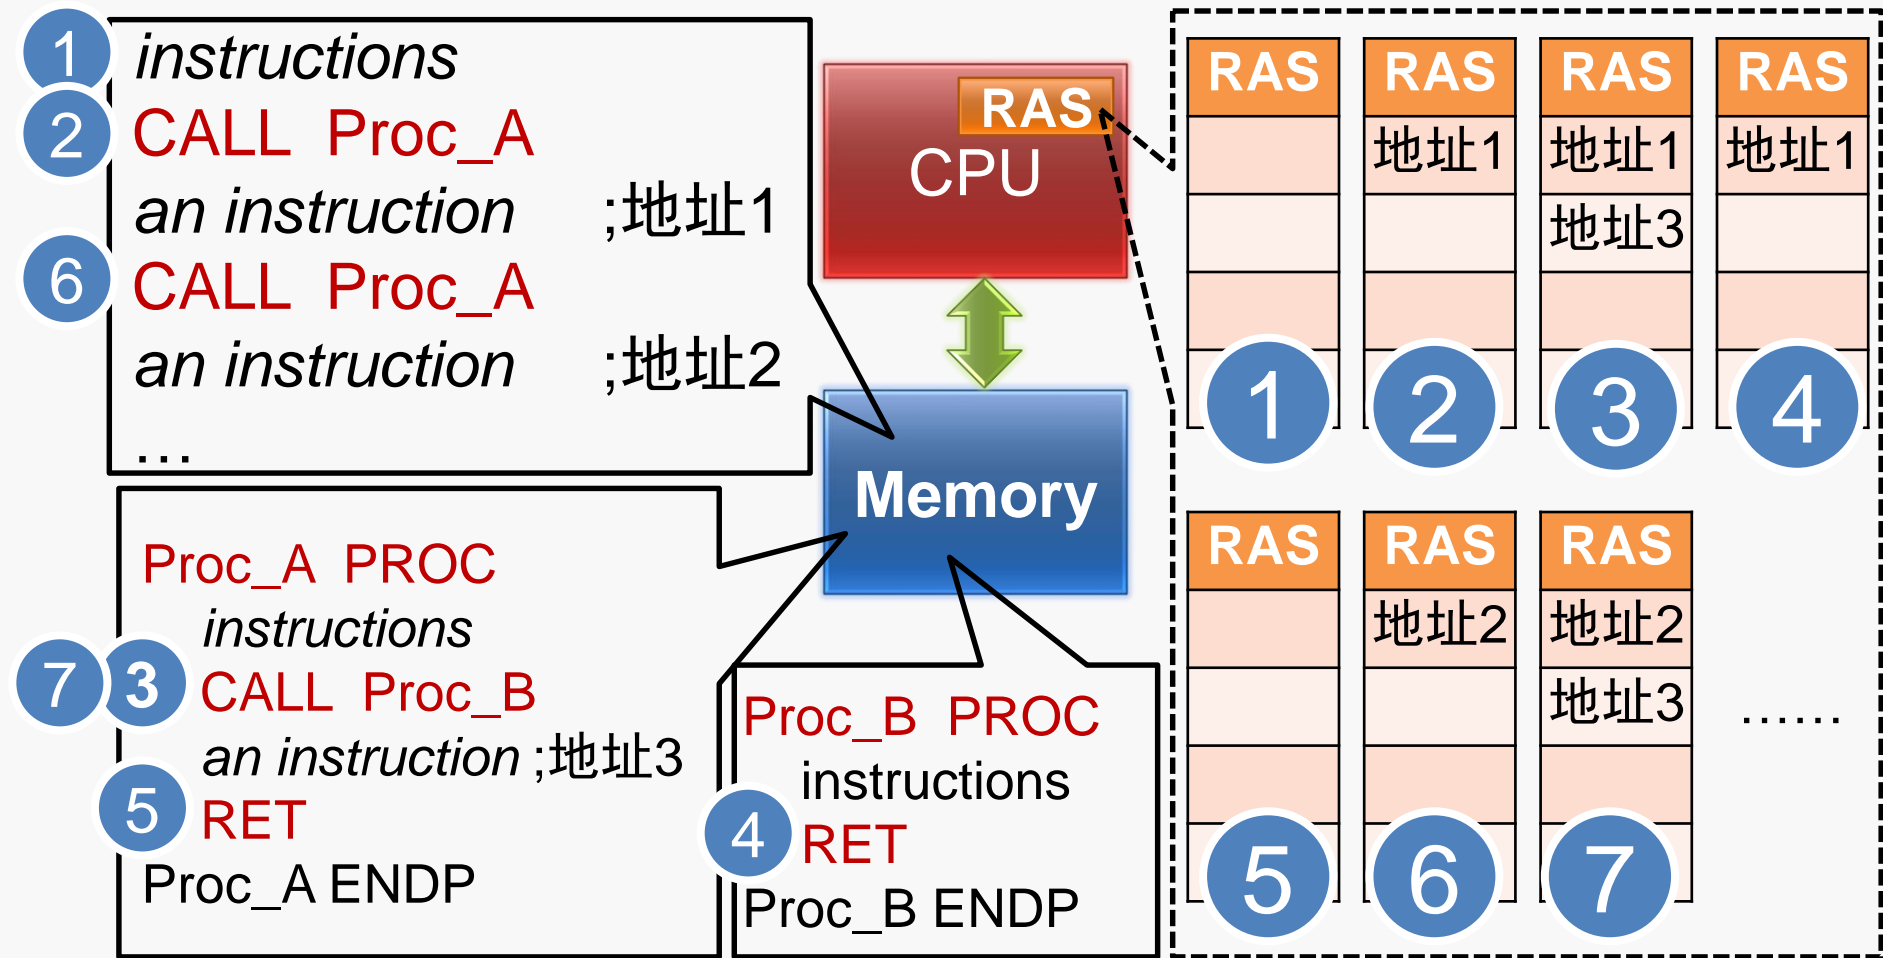 1 instructions
2 CALL Proc_A
an instruction ;地址1
6 CALL Proc_A
an instruction ;地址2
…
RAS
CPU
Memory
Proc_A PROC
instructions
7 3 CALL Proc_B
an instruction ;地址3
5 RET
Proc_A ENDP
Proc_B PROC
instructions
4 RET
Proc_B ENDP
RAS RAS RAS RAS
地址1 地址1 地址1
地址3
1 2 3 4
RAS RAS RAS
地址2 地址2
地址3 ……
5 6 7